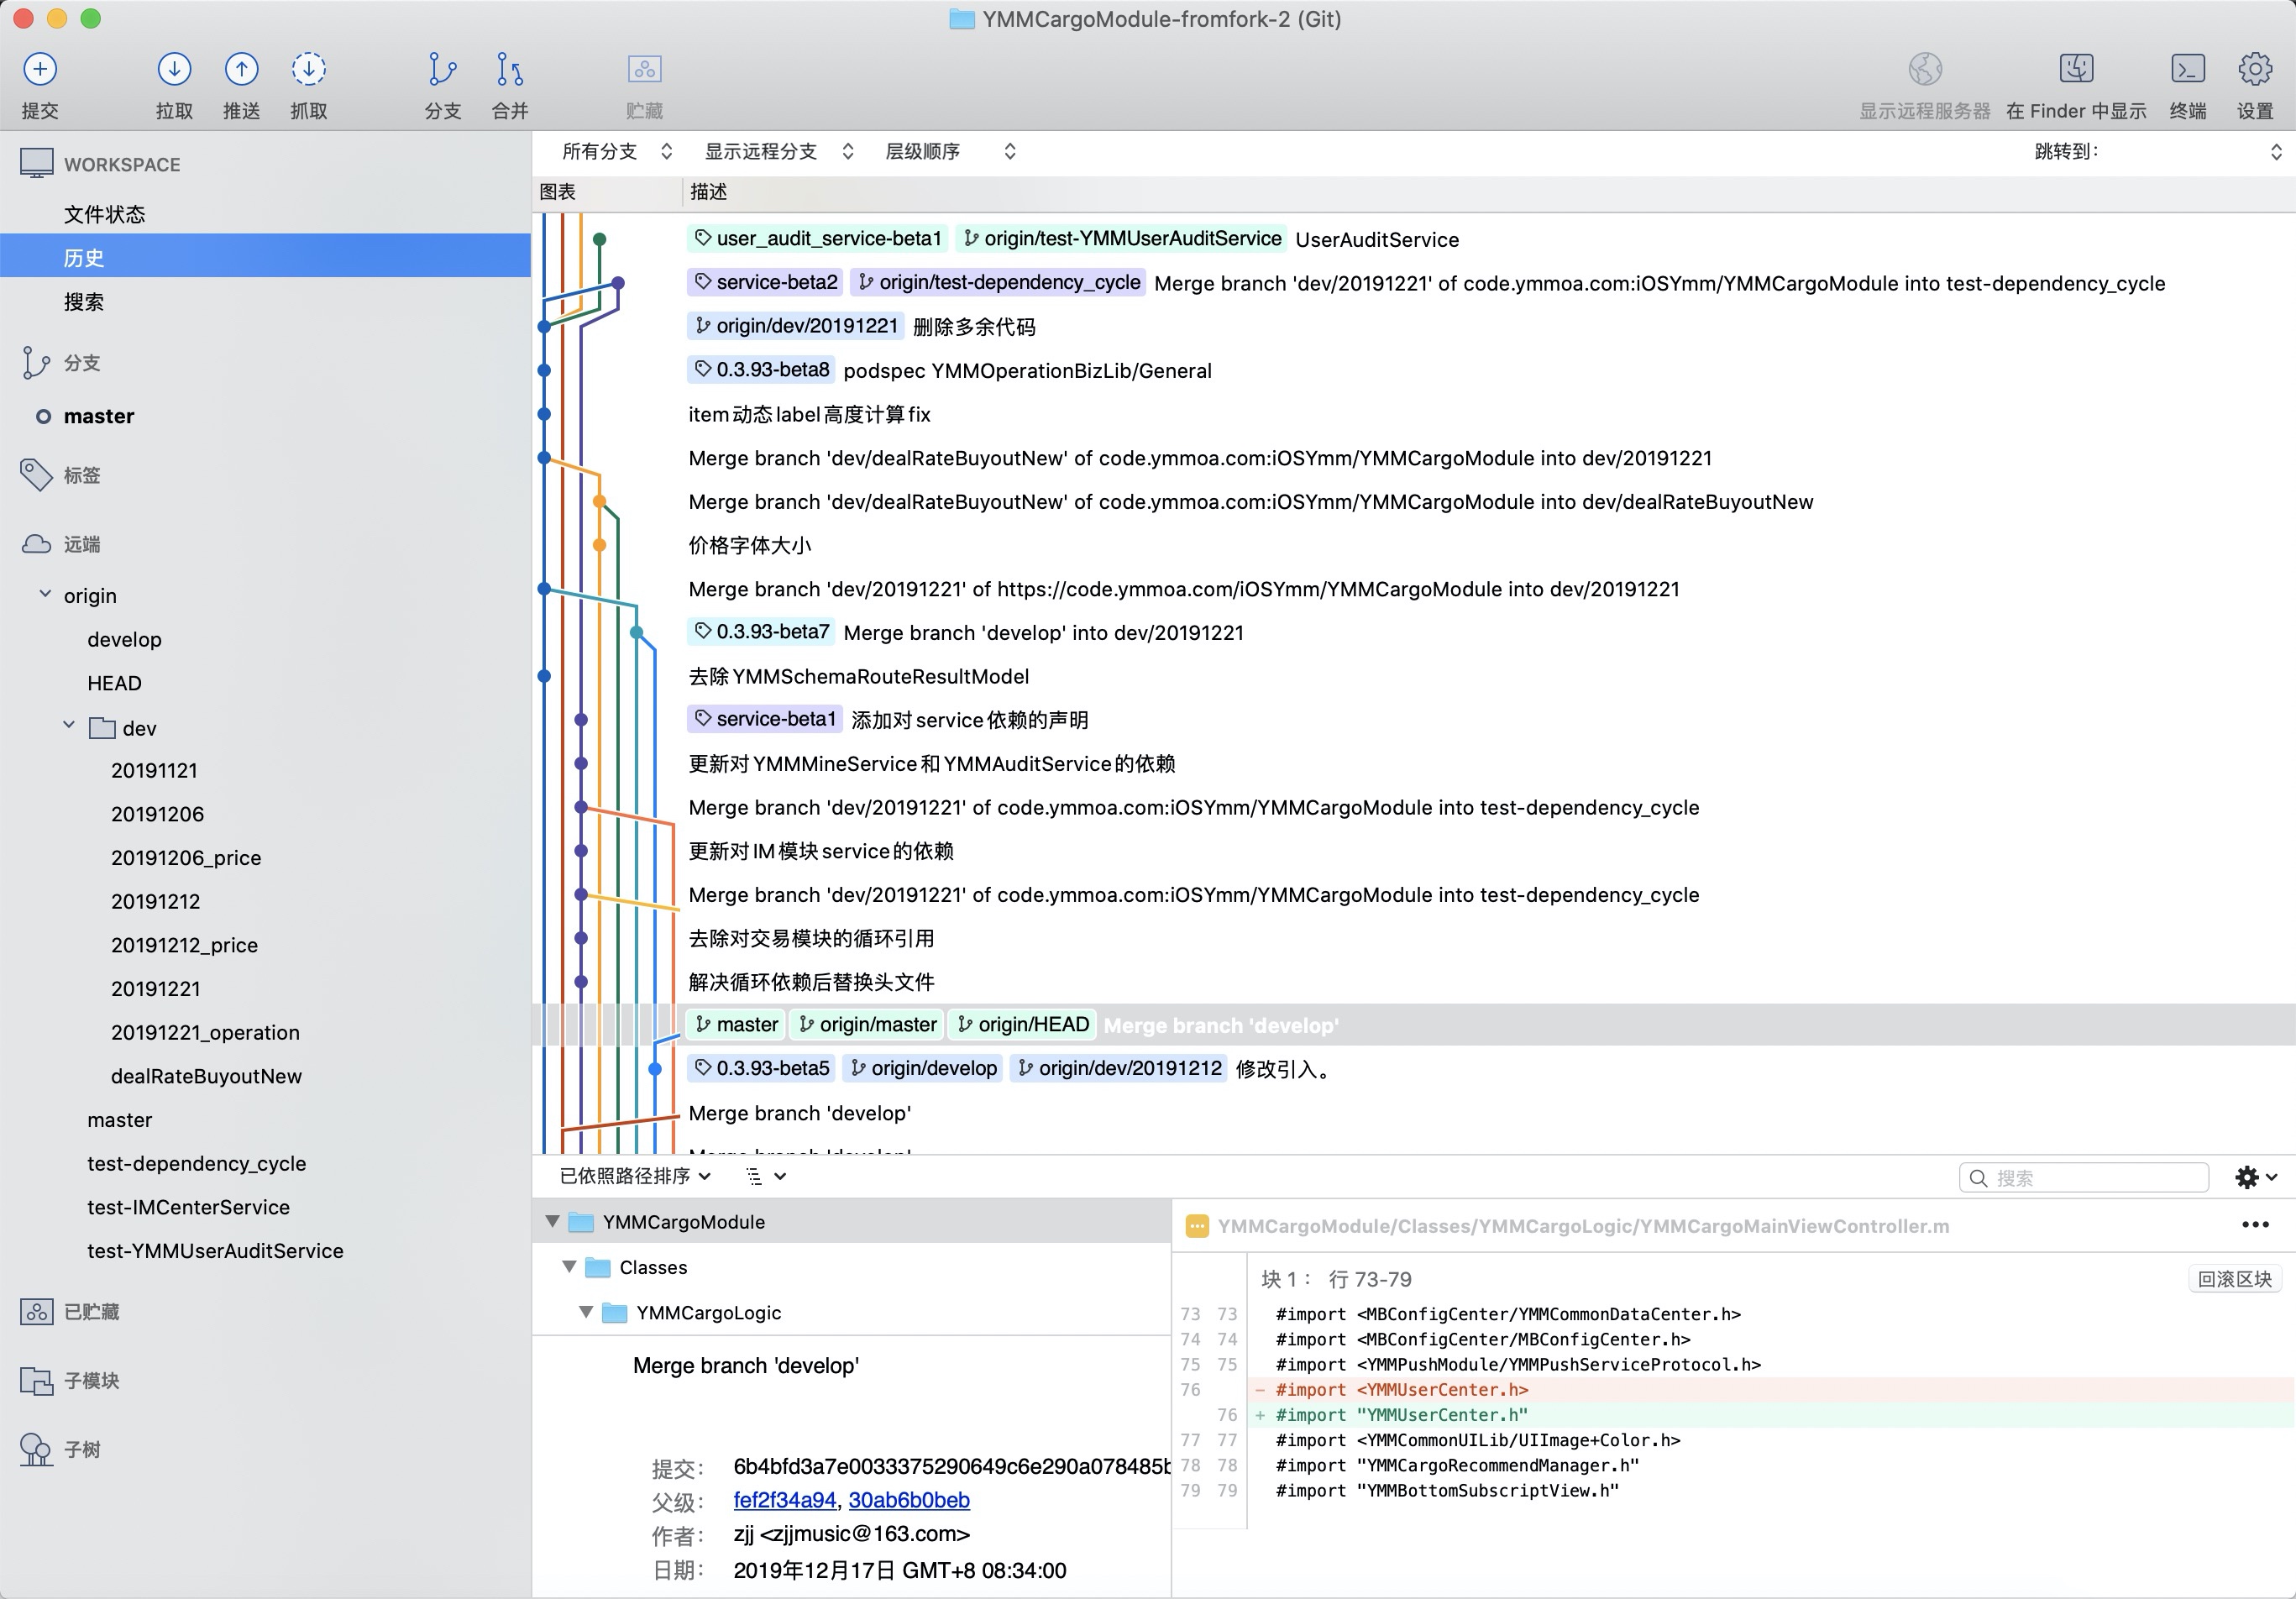 YMMCargoModule-fromfork-2 (Git)
提交 拉取 推送 抓取 分支 合并 贮藏 显示远程服务器 在 Finder 中显示 终端 设置
WORKSPACE
文件状态
历史
搜索
分支
master
标签
远端
origin
develop
HEAD
dev
20191121
20191206
20191206_price
20191212
20191212_price
20191221
20191221_operation
dealRateBuyoutNew
master
test-dependency_cycle
test-IMCenterService
test-YMMUserAuditService
已贮藏
子模块
子树
所有分支 显示远程分支 层级顺序 跳转到：
图表 描述
user_audit_service-beta1 origin/test-YMMUserAuditService UserAuditService
service-beta2 origin/test-dependency_cycle Merge branch 'dev/20191221' of code.ymmoa.com:iOSYmm/YMMCargoModule into test-dependency_cycle
origin/dev/20191221 删除多余代码
0.3.93-beta8 podspec YMMOperationBizLib/General
item动态label高度计算fix
Merge branch 'dev/dealRateBuyoutNew' of code.ymmoa.com:iOSYmm/YMMCargoModule into dev/20191221
Merge branch 'dev/dealRateBuyoutNew' of code.ymmoa.com:iOSYmm/YMMCargoModule into dev/dealRateBuyoutNew
价格字体大小
Merge branch 'dev/20191221' of https://code.ymmoa.com/iOSYmm/YMMCargoModule into dev/20191221
0.3.93-beta7 Merge branch 'develop' into dev/20191221
去除YMMSchemaRouteResultModel
service-beta1 添加对service依赖的声明
更新对YMMMineService和YMMAuditService的依赖
Merge branch 'dev/20191221' of code.ymmoa.com:iOSYmm/YMMCargoModule into test-dependency_cycle
更新对IM模块service的依赖
Merge branch 'dev/20191221' of code.ymmoa.com:iOSYmm/YMMCargoModule into test-dependency_cycle
去除对交易模块的循环引用
解决循环依赖后替换头文件
master origin/master origin/HEAD Merge branch 'develop'
0.3.93-beta5 origin/develop origin/dev/20191212 修改引入。
Merge branch 'develop'
Merge branch 'develop'
已依照路径排序 搜索
YMMCargoModule
Classes
YMMCargoLogic
Merge branch 'develop'
提交： 6b4bfd3a7e0033375290649c6e290a078485b
父级： fef2f34a94, 30ab6b0beb
作者： zjj <zjjmusic@163.com>
日期： 2019年12月17日 GMT+8 08:34:00
YMMCargoModule/Classes/YMMCargoLogic/YMMCargoMainViewController.m
块 1： 行 73-79 回滚区块
73 73 #import <MBConfigCenter/YMMCommonDataCenter.h>
74 74 #import <MBConfigCenter/MBConfigCenter.h>
75 75 #import <YMMPushModule/YMMPushServiceProtocol.h>
76 - #import <YMMUserCenter.h>
76 + #import "YMMUserCenter.h"
77 77 #import <YMMCommonUILib/UIImage+Color.h>
78 78 #import "YMMCargoRecommendManager.h"
79 79 #import "YMMBottomSubscriptView.h"